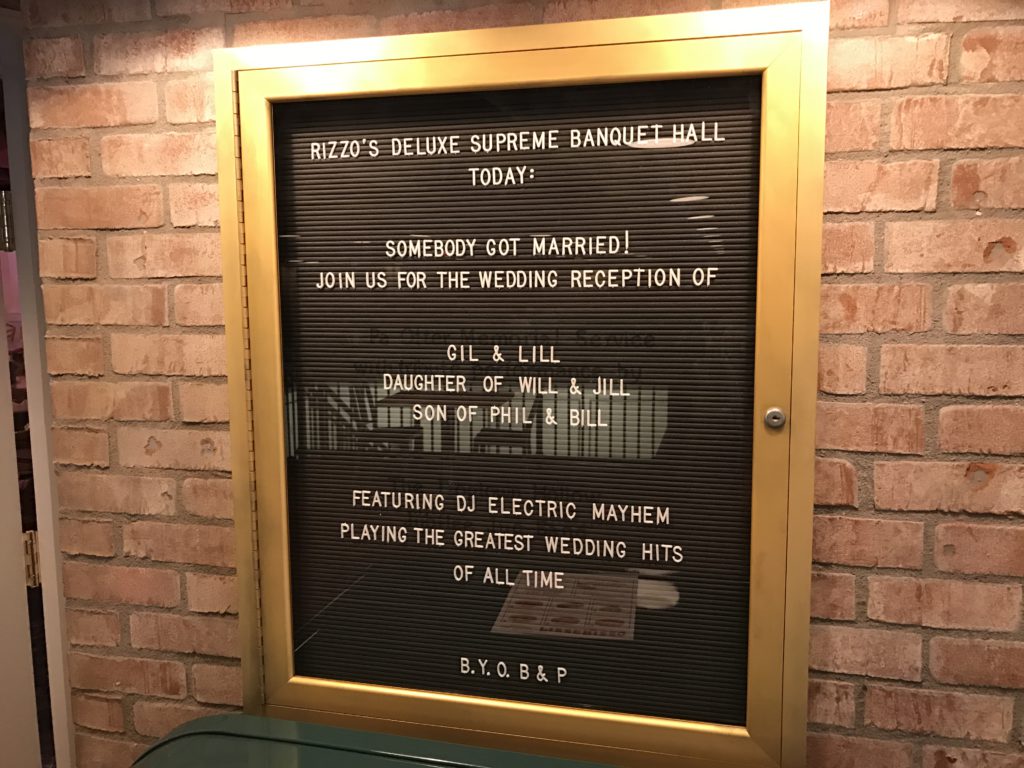 RIZZO'S DELUXE SUPREME BANQUET HALL
TODAY:
SOMEBODY GOT MARRIED!
JOIN US FOR THE WEDDING RECEPTION OF
GIL & LILL
DAUGHTER OF WILL & JILL
SON OF PHIL & BILL
FEATURING DJ ELECTRIC MAYHEM
PLAYING THE GREATEST WEDDING HITS
OF ALL TIME
B.Y.O. B & P